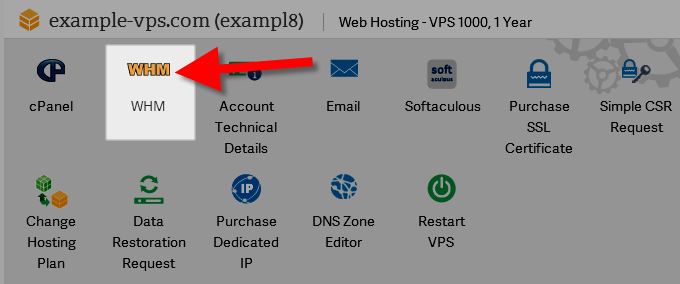 example-vps.com (exampl8) Web Hosting - VPS 1000, 1 Year
WHM soft
aculous IP
cPanel WHM Account Email Softaculous Purchase Simple CSR
Technical SSL Request
Details Certificate
Change Data Purchase DNS Zone Restart
Hosting Restoration Dedicated Editor VPS
Plan Request IP